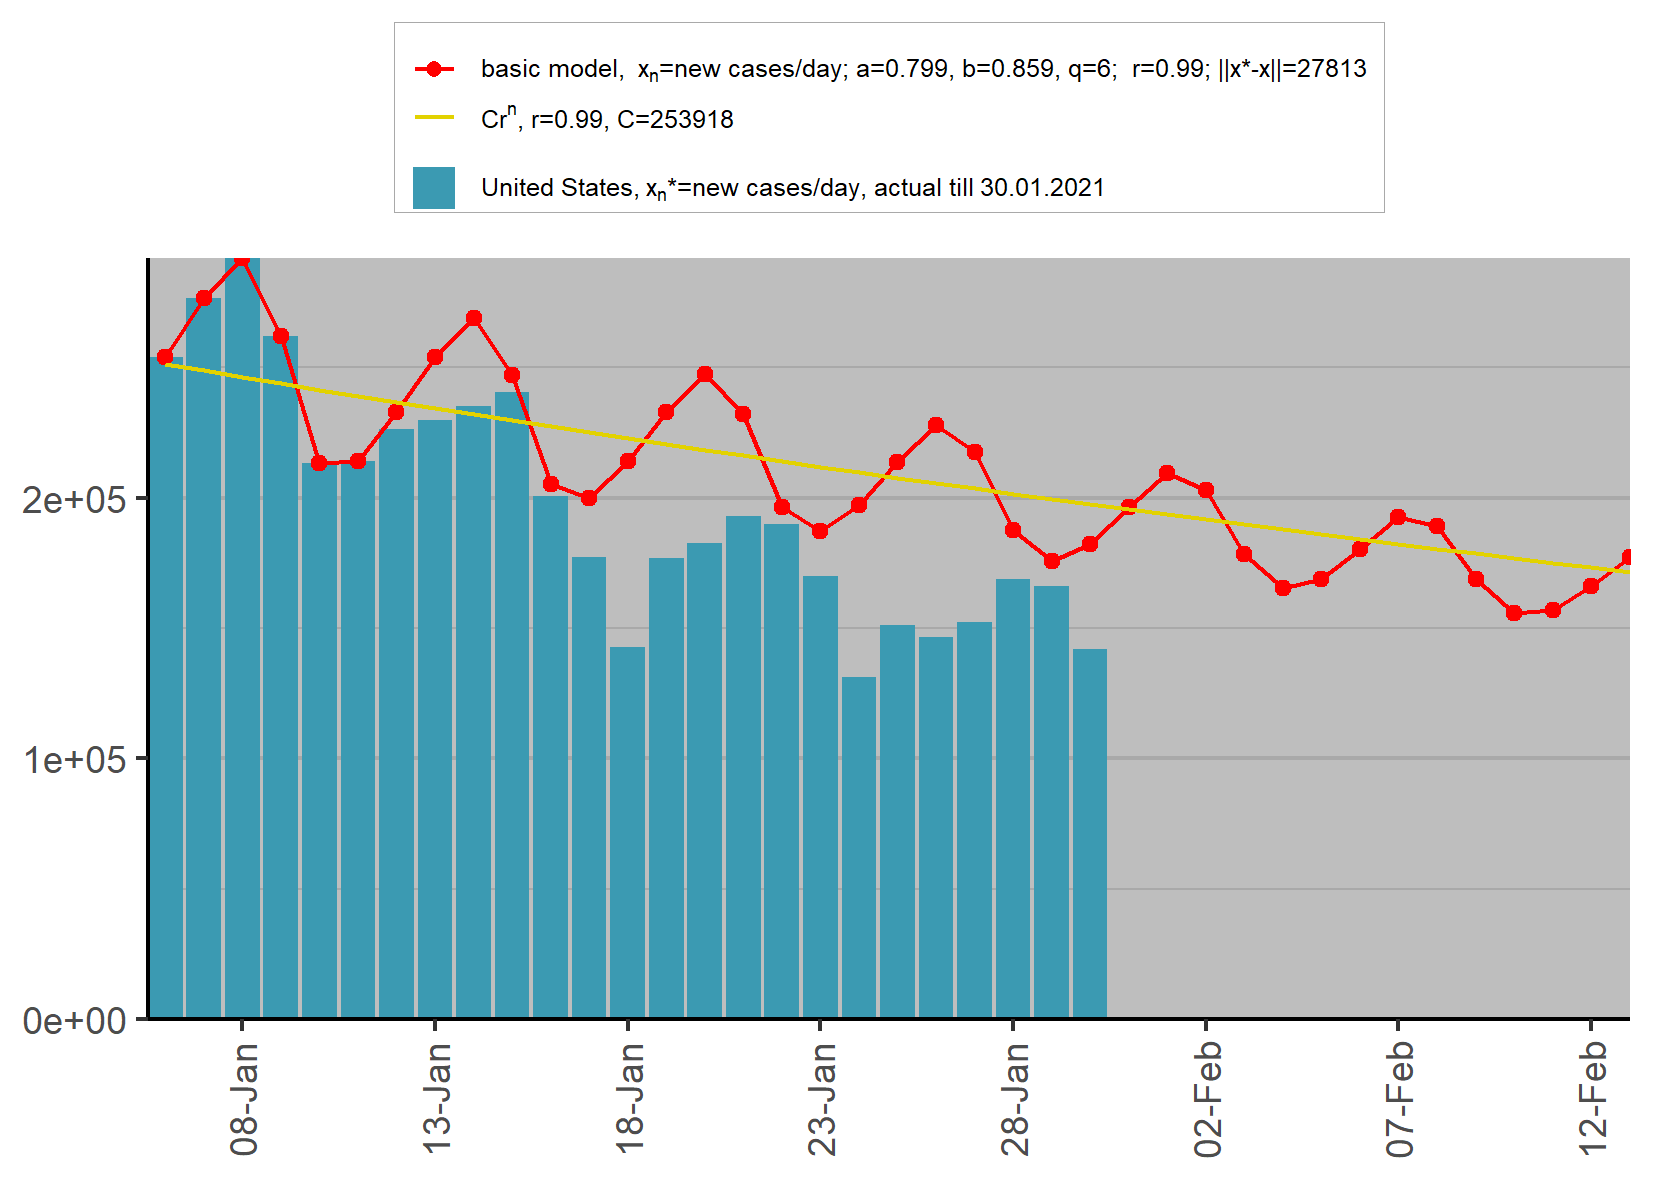 basic model, xₙ=new cases/day; a=0.799, b=0.859, q=6; r=0.99; ||x*-x||=27813
Crⁿ, r=0.99, C=253918
United States, xₙ*=new cases/day, actual till 30.01.2021
2e+05
1e+05
0e+00
08-Jan
13-Jan
18-Jan
23-Jan
28-Jan
02-Feb
07-Feb
12-Feb